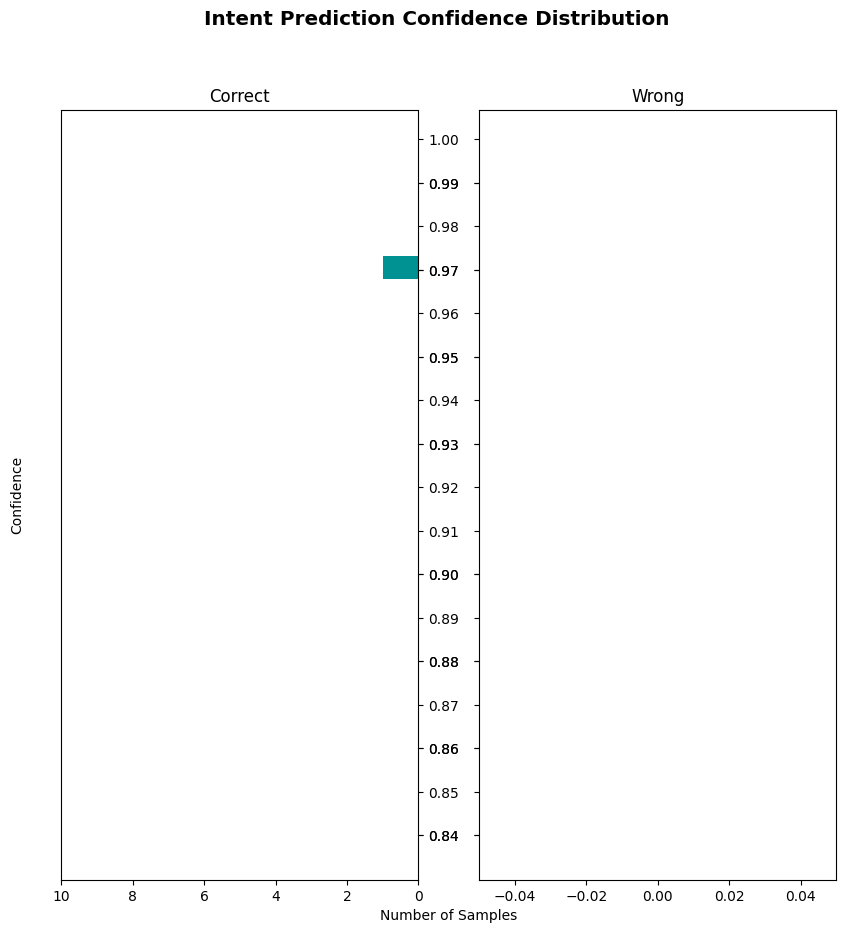 Intent Prediction Confidence Distribution
Correct
Wrong
1.00
0.99
0.98
0.97
0.96
0.95
0.94
0.93
0.92
0.91
0.90
0.89
0.88
0.87
0.86
0.85
0.84
Confidence
10 8 6 4 2 0
−0.04 −0.02 0.00 0.02 0.04
Number of Samples